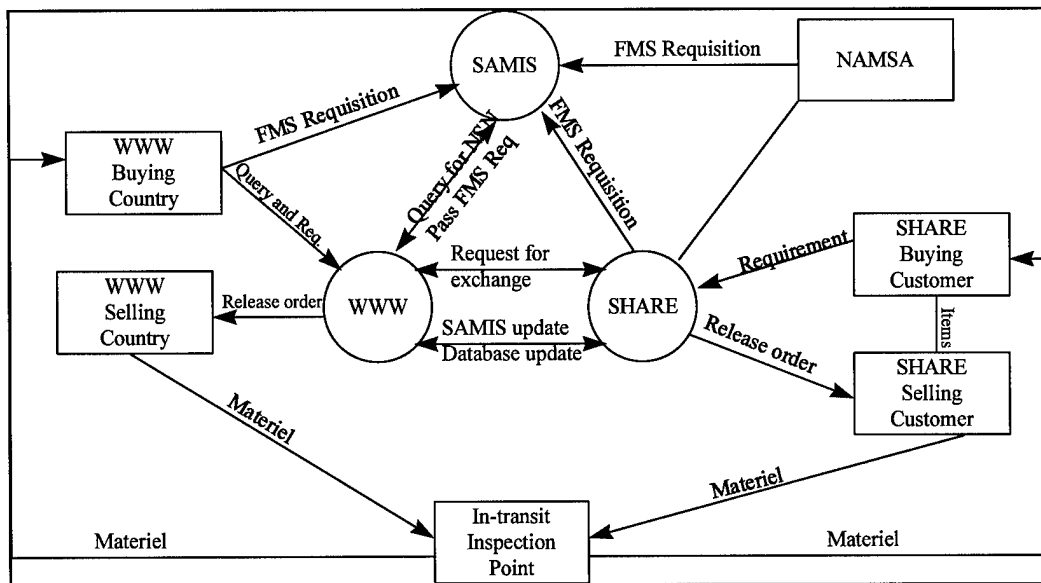 SAMIS
FMS Requisition
NAMSA
FMS Requisition
WWW
Buying
Country
Query and Req.
Query for NSN
Pass FMS Req
FMS Requisition
SHARE
Buying
Customer
Requirement
Request for
exchange
WWW
Selling
Country
Release order
WWW
SHARE
SAMIS update
Database update
Release order
Items
SHARE
Selling
Customer
Materiel
Materiel
In-transit
Inspection
Point
Materiel
Materiel